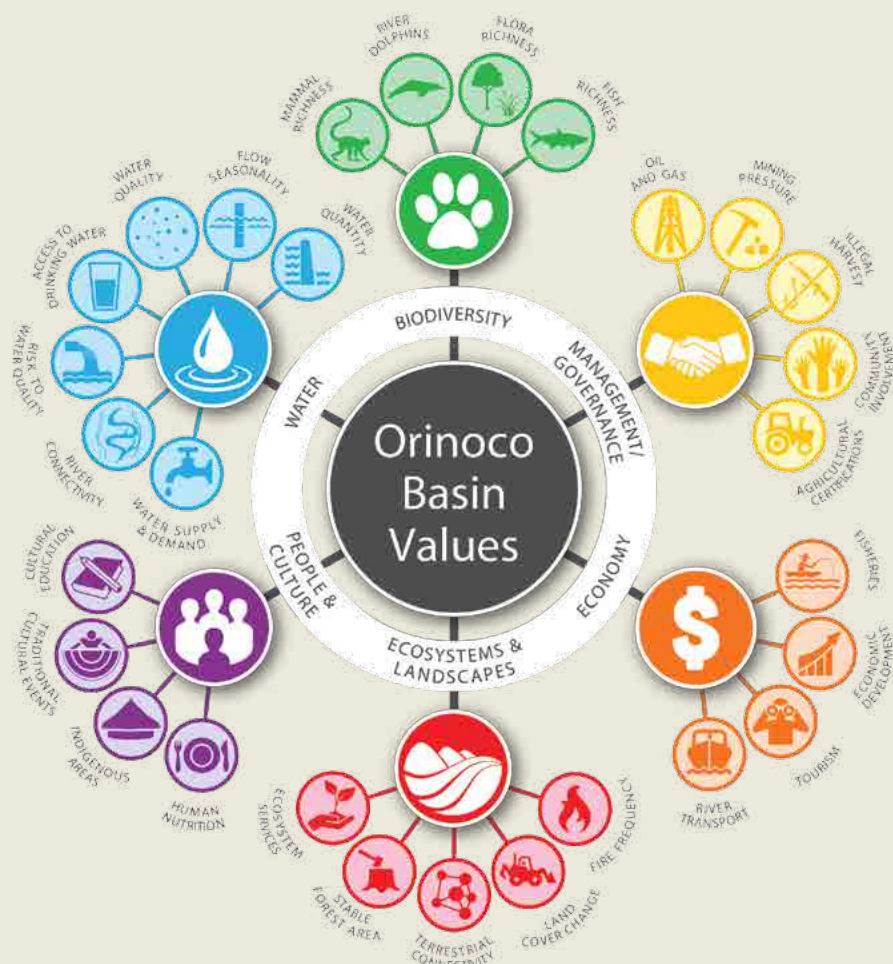 Orinoco
Basin
Values
BIODIVERSITY
MANAGEMENT/
GOVERNANCE
ECONOMY
ECOSYSTEMS &
LANDSCAPES
PEOPLE &
CULTURE
WATER
MAMMAL
RICHNESS
RIVER
DOLPHINS
FLORA
RICHNESS
FISH
RICHNESS
OIL
AND GAS
MINING
PRESSURE
ILLEGAL
HARVEST
COMMUNITY
INVOLVEMENT
AGRICULTURAL
CERTIFICATIONS
FISHERIES
ECONOMIC
DEVELOPMENT
TOURISM
RIVER
TRANSPORT
FIRE FREQUENCY
LAND
COVER CHANGE
TERRESTRIAL
CONNECTIVITY
STABLE
FOREST AREA
ECOSYSTEM
SERVICES
HUMAN
NUTRITION
INDIGENOUS
AREAS
TRADITIONAL
CULTURAL EVENTS
CULTURAL
EDUCATION
WATER SUPPLY
& DEMAND
RIVER
CONNECTIVITY
RISK TO
WATER QUALITY
ACCESS TO
DRINKING WATER
WATER
QUALITY
FLOW
SEASONALITY
WATER
QUANTITY